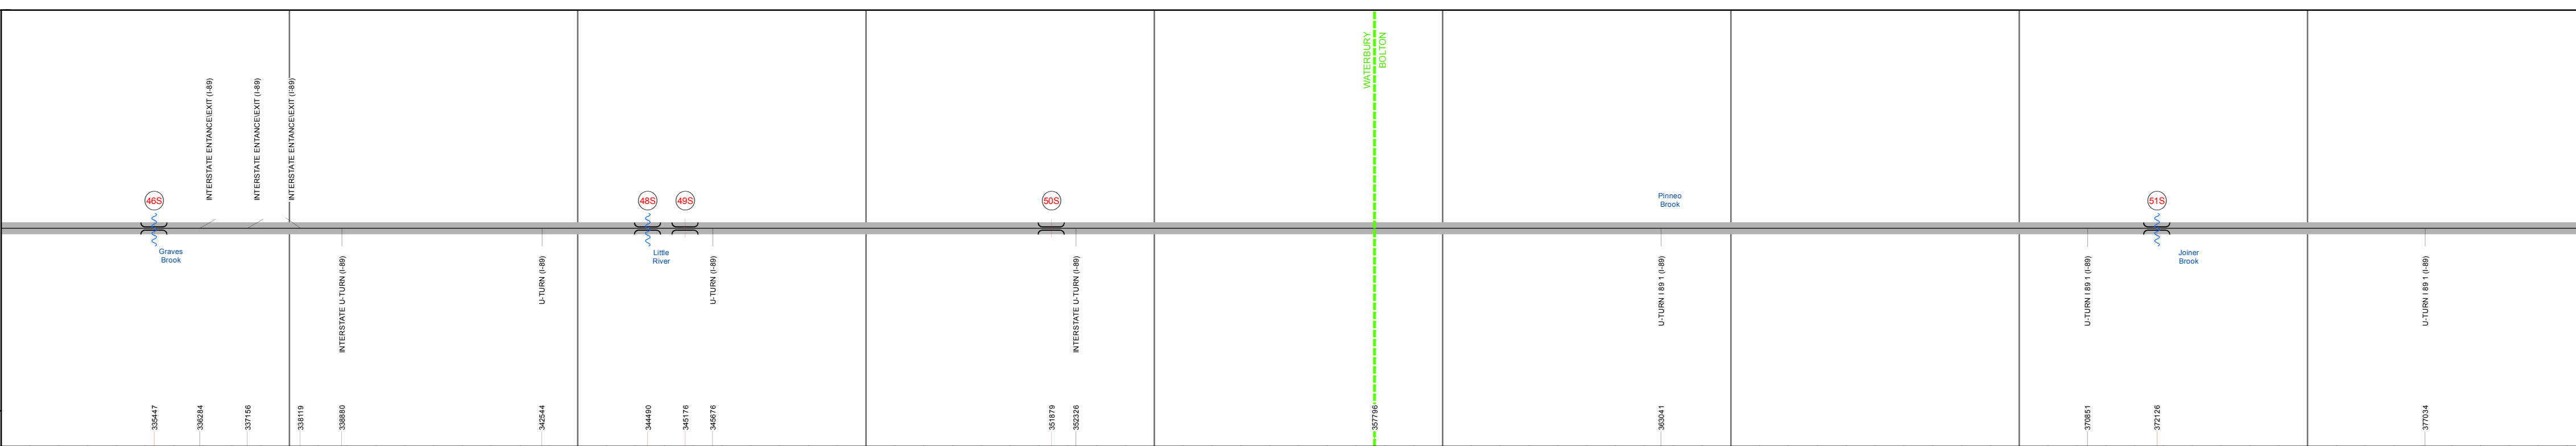 WATERBURY
BOLTON
INTERSTATE ENTANCE\EXIT (I-89)
INTERSTATE ENTANCE\EXIT (I-89)
INTERSTATE ENTANCE\EXIT (I-89)
46S
48S
49S
50S
Pinneo
Brook
51S
Graves
Brook
Little
River
Joiner
Brook
INTERSTATE U-TURN (I-89)
U-TURN (I-89)
U-TURN (I-89)
INTERSTATE U-TURN (I-89)
U-TURN I 89 1 (I-89)
U-TURN I 89 1 (I-89)
U-TURN I 89 1 (I-89)
335447
336284
337156
338119
338880
342544
344490
345176
345676
351879
352326
357796
363041
370851
372126
377034